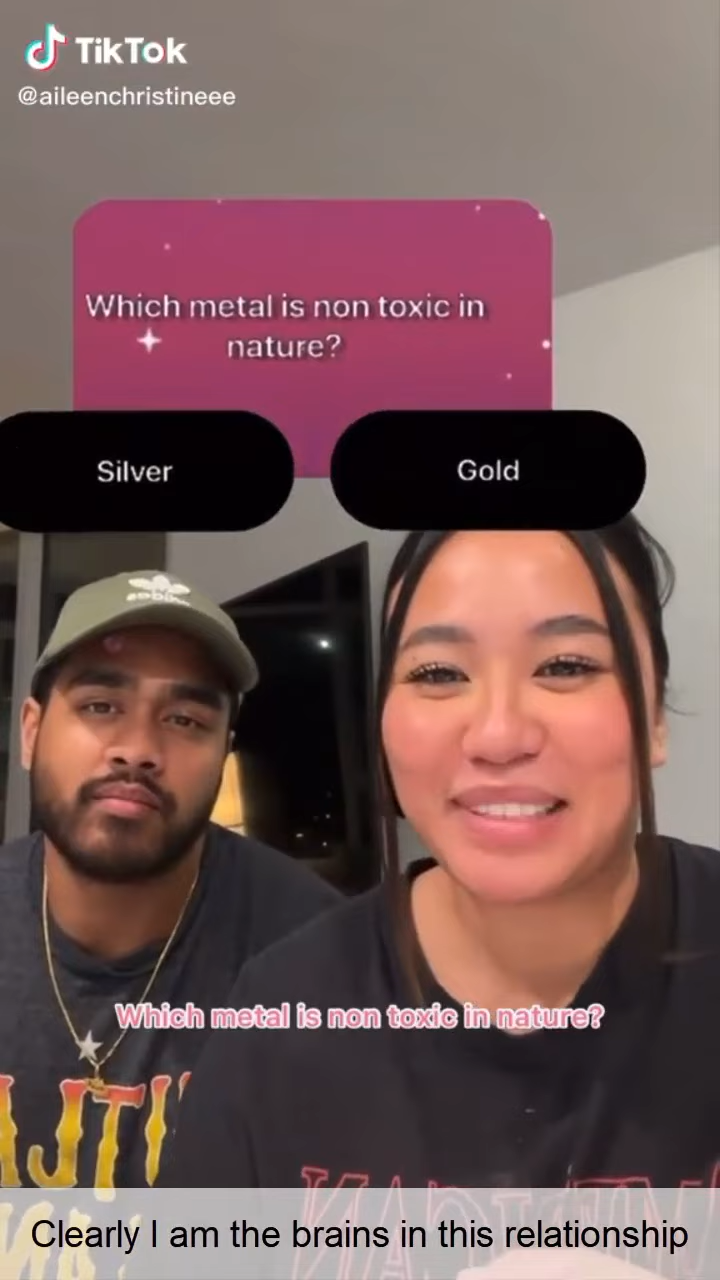 TikTok
@aileenchristineee
Which metal is non toxic in
nature?
Silver
Gold
Which metal is non toxic in nature?
Clearly I am the brains in this relationship